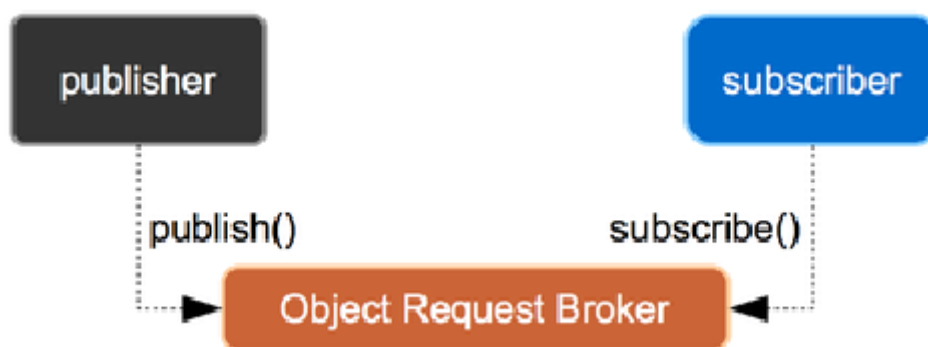 publisher
subscriber
publish()
subscribe()
Object Request Broker